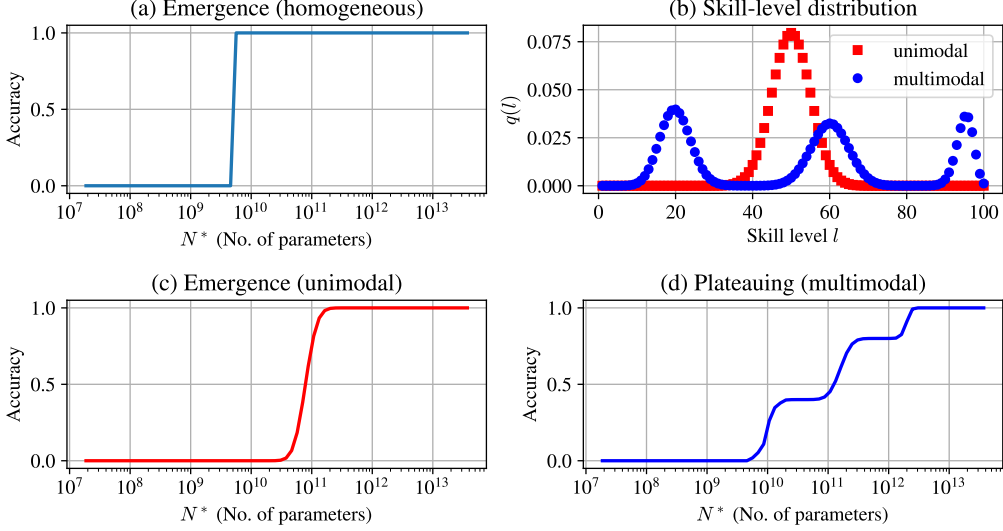 (a) Emergence (homogeneous)
1.0
0.5
0.0
Accuracy
10^7 10^8 10^9 10^10 10^11 10^12 10^13
N* (No. of parameters)
(b) Skill-level distribution
0.075
0.050
0.025
0.000
q(l)
unimodal
multimodal
0 20 40 60 80 100
Skill level l
(c) Emergence (unimodal)
1.0
0.5
0.0
Accuracy
10^7 10^8 10^9 10^10 10^11 10^12 10^13
N* (No. of parameters)
(d) Plateauing (multimodal)
1.0
0.5
0.0
Accuracy
10^7 10^8 10^9 10^10 10^11 10^12 10^13
N* (No. of parameters)